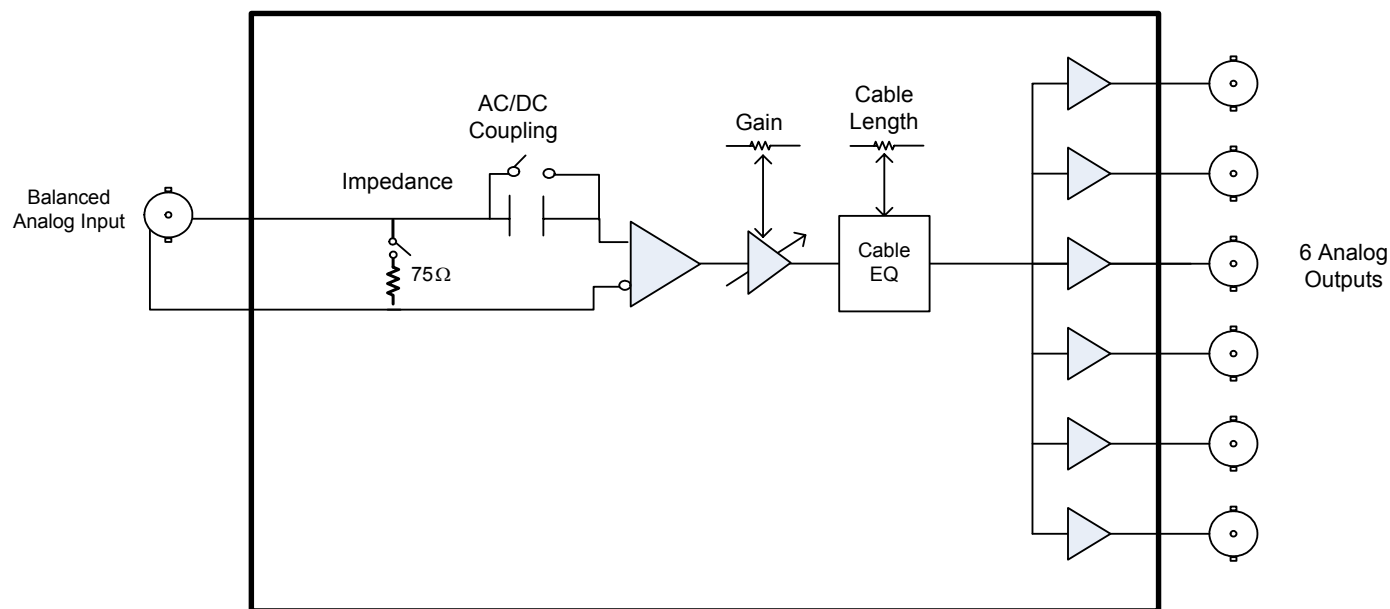 Balanced
Analog Input
Impedance
75Ω
AC/DC
Coupling
Gain
Cable
Length
Cable
EQ
6 Analog
Outputs